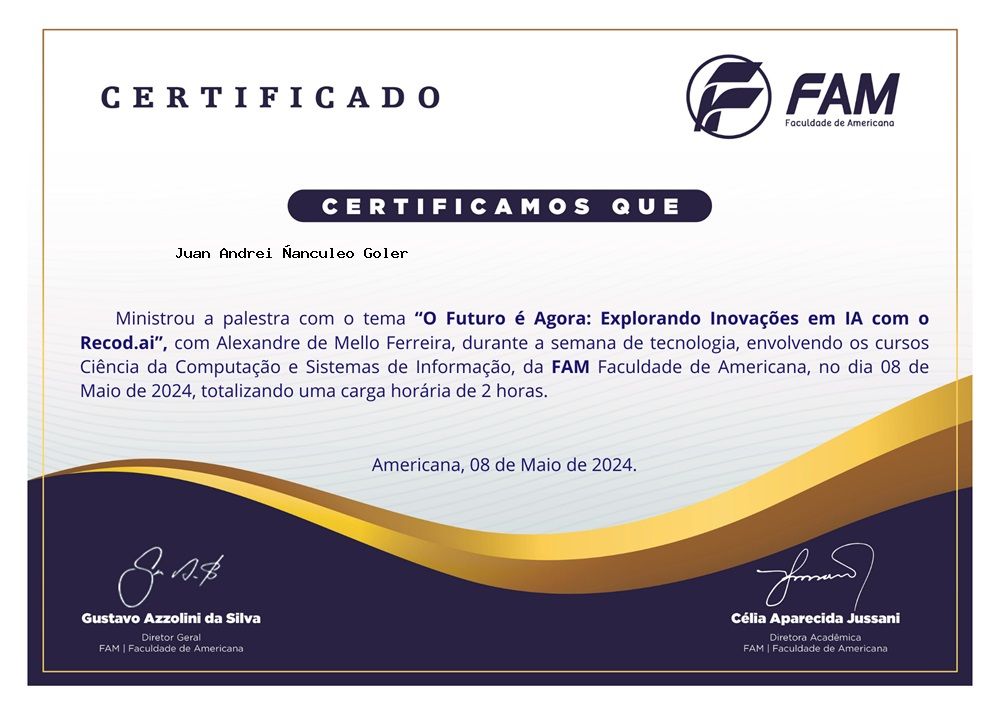 CERTIFICADO
FAM
Faculdade de Americana
CERTIFICAMOS QUE
Juan Andrei Ñanculeo Goler
Ministrou a palestra com o tema “O Futuro é Agora: Explorando Inovações em IA com o
Recod.ai”, com Alexandre de Mello Ferreira, durante a semana de tecnologia, envolvendo os cursos
Ciência da Computação e Sistemas de Informação, da FAM Faculdade de Americana, no dia 08 de
Maio de 2024, totalizando uma carga horária de 2 horas.
Americana, 08 de Maio de 2024.
Gustavo Azzolini da Silva
Diretor Geral
FAM | Faculdade de Americana
Célia Aparecida Jussani
Diretora Acadêmica
FAM | Faculdade de Americana